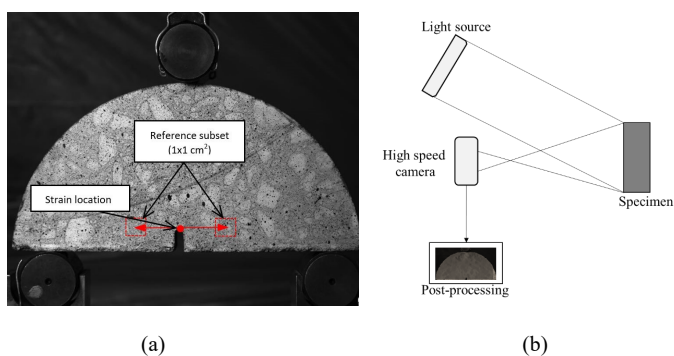 Reference subset
(1x1 cm²)
Strain location
(a)
Light source
High speed
camera
Specimen
Post-processing
(b)